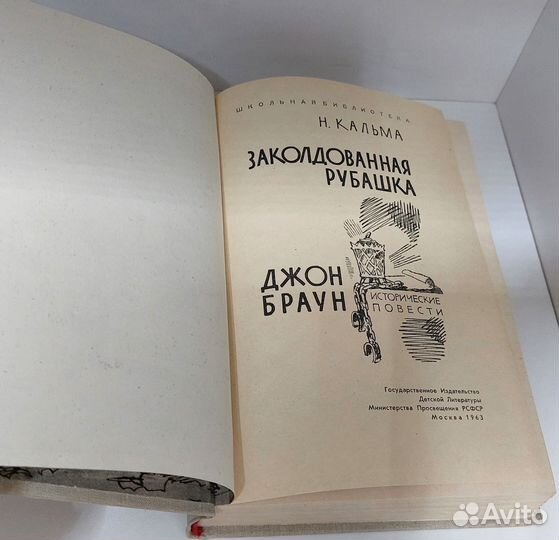 ШКОЛЬНАЯ БИБЛИОТЕКА
Н. КАЛЬМА
ЗАКОЛДОВАННАЯ
РУБАШКА
ДЖОН
БРАУН
ИСТОРИЧЕСКИЕ
ПОВЕСТИ
Государственное Издательство
Детской Литературы
Министерства Просвещения РСФСР
Москва 1963
Avito